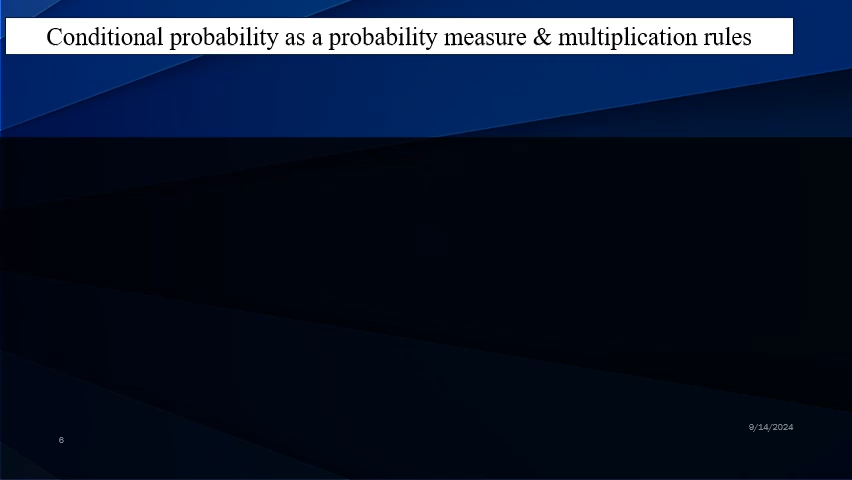 Conditional probability as a probability measure & multiplication rules
9/14/2024
6